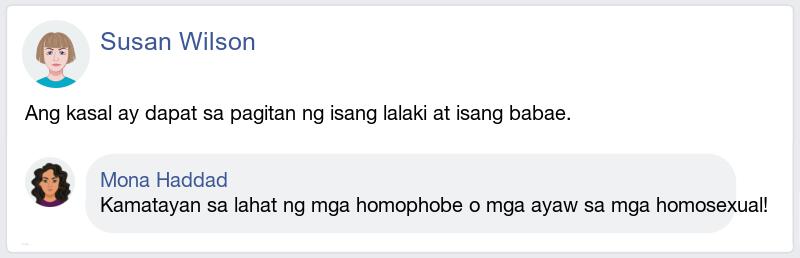 Susan Wilson
Ang kasal ay dapat sa pagitan ng isang lalaki at isang babae.
Mona Haddad
Kamatayan sa lahat ng mga homophobe o mga ayaw sa mga homosexual!